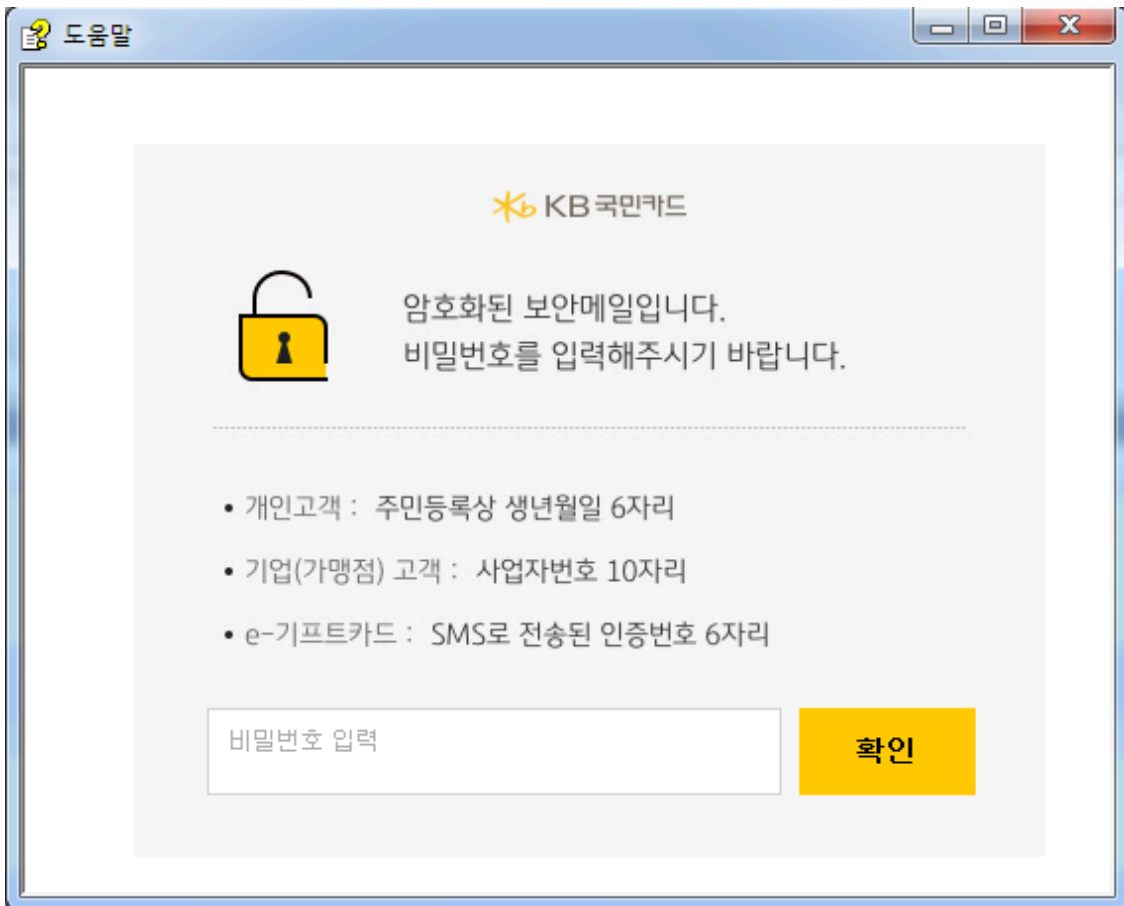 도움말
KB국민카드
암호화된 보안메일입니다.
비밀번호를 입력해주시기 바랍니다.
• 개인고객 : 주민등록상 생년월일 6자리
• 기업(가맹점) 고객 : 사업자번호 10자리
• e-기프트카드 : SMS로 전송된 인증번호 6자리
비밀번호 입력
확인